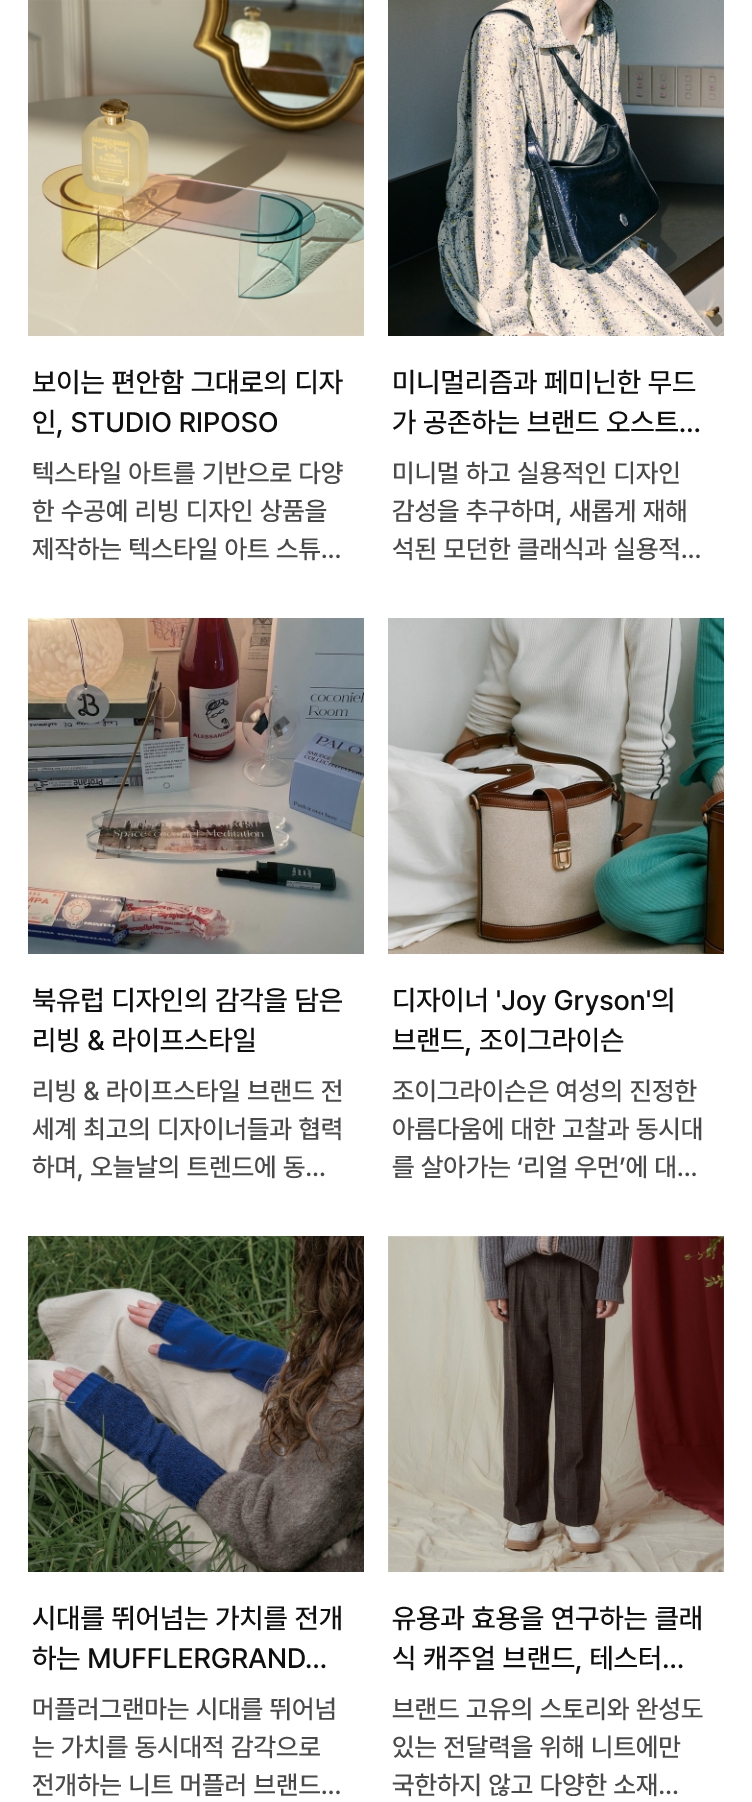 보이는 편안함 그대로의 디자
인, STUDIO RIPOSO
텍스타일 아트를 기반으로 다양
한 수공예 리빙 디자인 상품을
제작하는 텍스타일 아트 스튜...
미니멀리즘과 페미닌한 무드
가 공존하는 브랜드 오스트...
미니멀 하고 실용적인 디자인
감성을 추구하며, 새롭게 재해
석된 모던한 클래식과 실용적...
B
ALESSANDRA
coconiel
Room
PALO
Space coconiel Meditation
북유럽 디자인의 감각을 담은
리빙 & 라이프스타일
리빙 & 라이프스타일 브랜드 전
세계 최고의 디자이너들과 협력
하며, 오늘날의 트렌드에 동...
디자이너 'Joy Gryson'의
브랜드, 조이그라이슨
조이그라이슨은 여성의 진정한
아름다움에 대한 고찰과 동시대
를 살아가는 ‘리얼 우먼’에 대...
시대를 뛰어넘는 가치를 전개
하는 MUFFLERGRAND...
머플러그랜마는 시대를 뛰어넘
는 가치를 동시대적 감각으로
전개하는 니트 머플러 브랜드...
유용과 효용을 연구하는 클래
식 캐주얼 브랜드, 테스터...
브랜드 고유의 스토리와 완성도
있는 전달력을 위해 니트에만
국한하지 않고 다양한 소재...